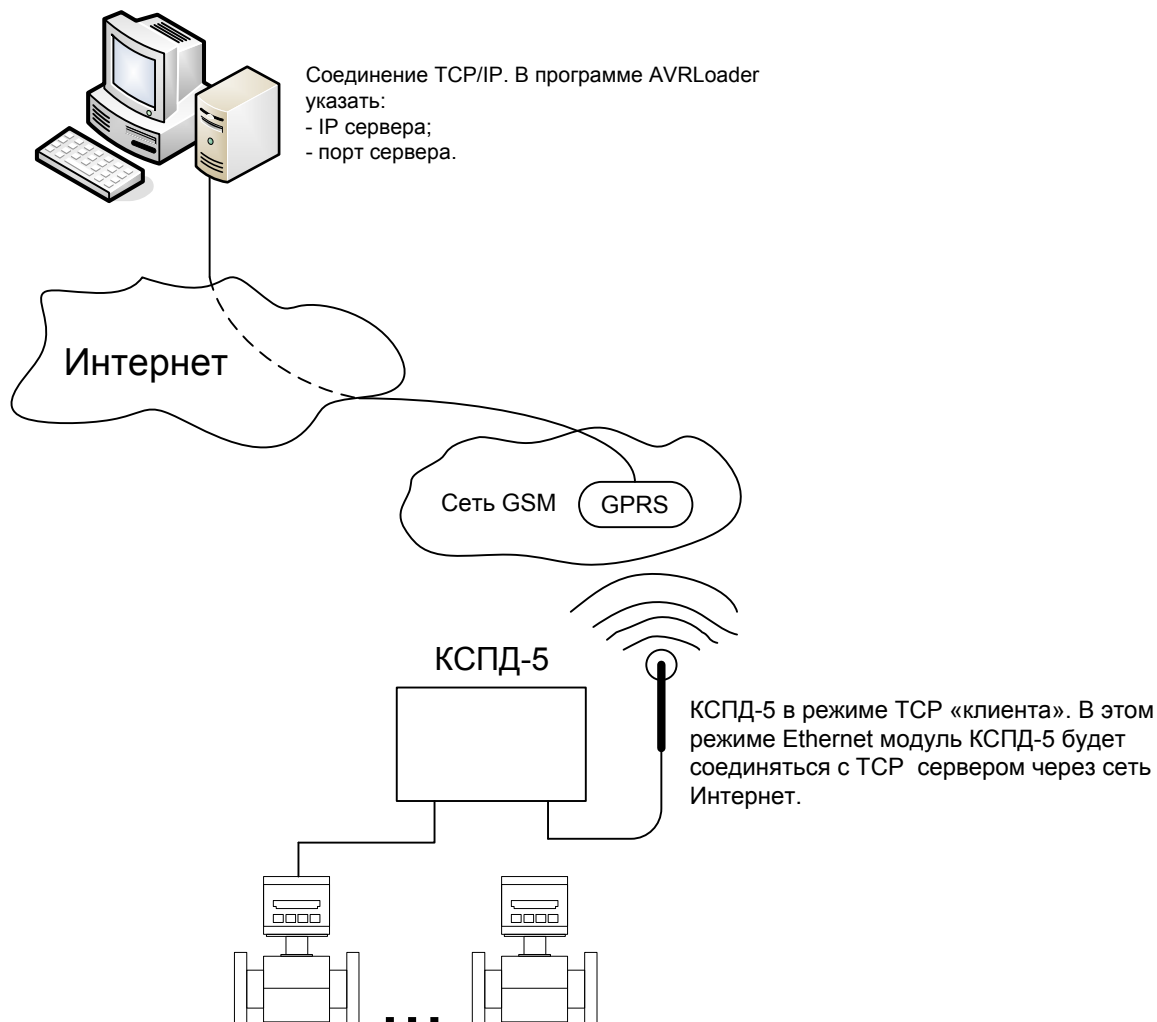 Соединение TCP/IP. В программе AVRLoader
указать:
- IP сервера;
- порт сервера.
Интернет
Сеть GSM
GPRS
КСПД-5
КСПД-5 в режиме TCP «клиента». В этом
режиме Ethernet модуль КСПД-5 будет
соединяться с TCP сервером через сеть
Интернет.
...